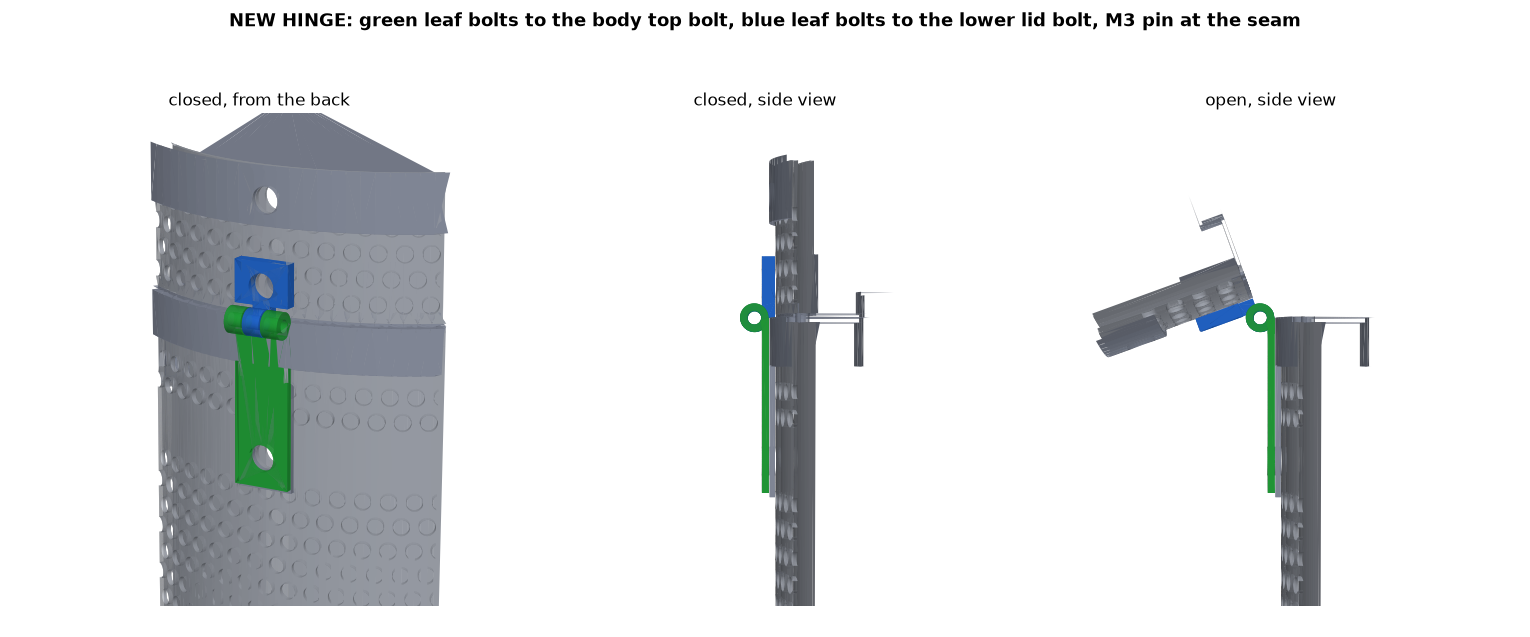 NEW HINGE: green leaf bolts to the body top bolt, blue leaf bolts to the lower lid bolt, M3 pin at the seam
closed, from the back
closed, side view
open, side view